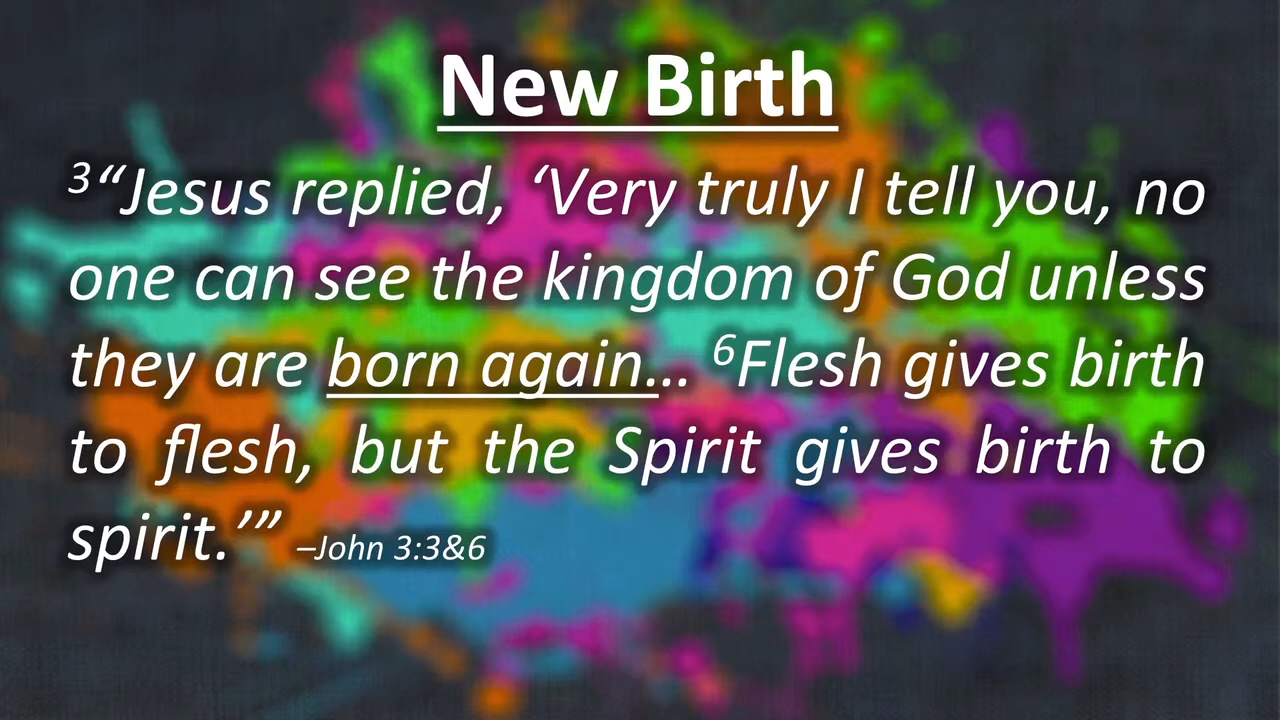 New Birth
³“Jesus replied, ‘Very truly I tell you, no
one can see the kingdom of God unless
they are born again… ⁶Flesh gives birth
to flesh, but the Spirit gives birth to
spirit.’” –John 3:3&6